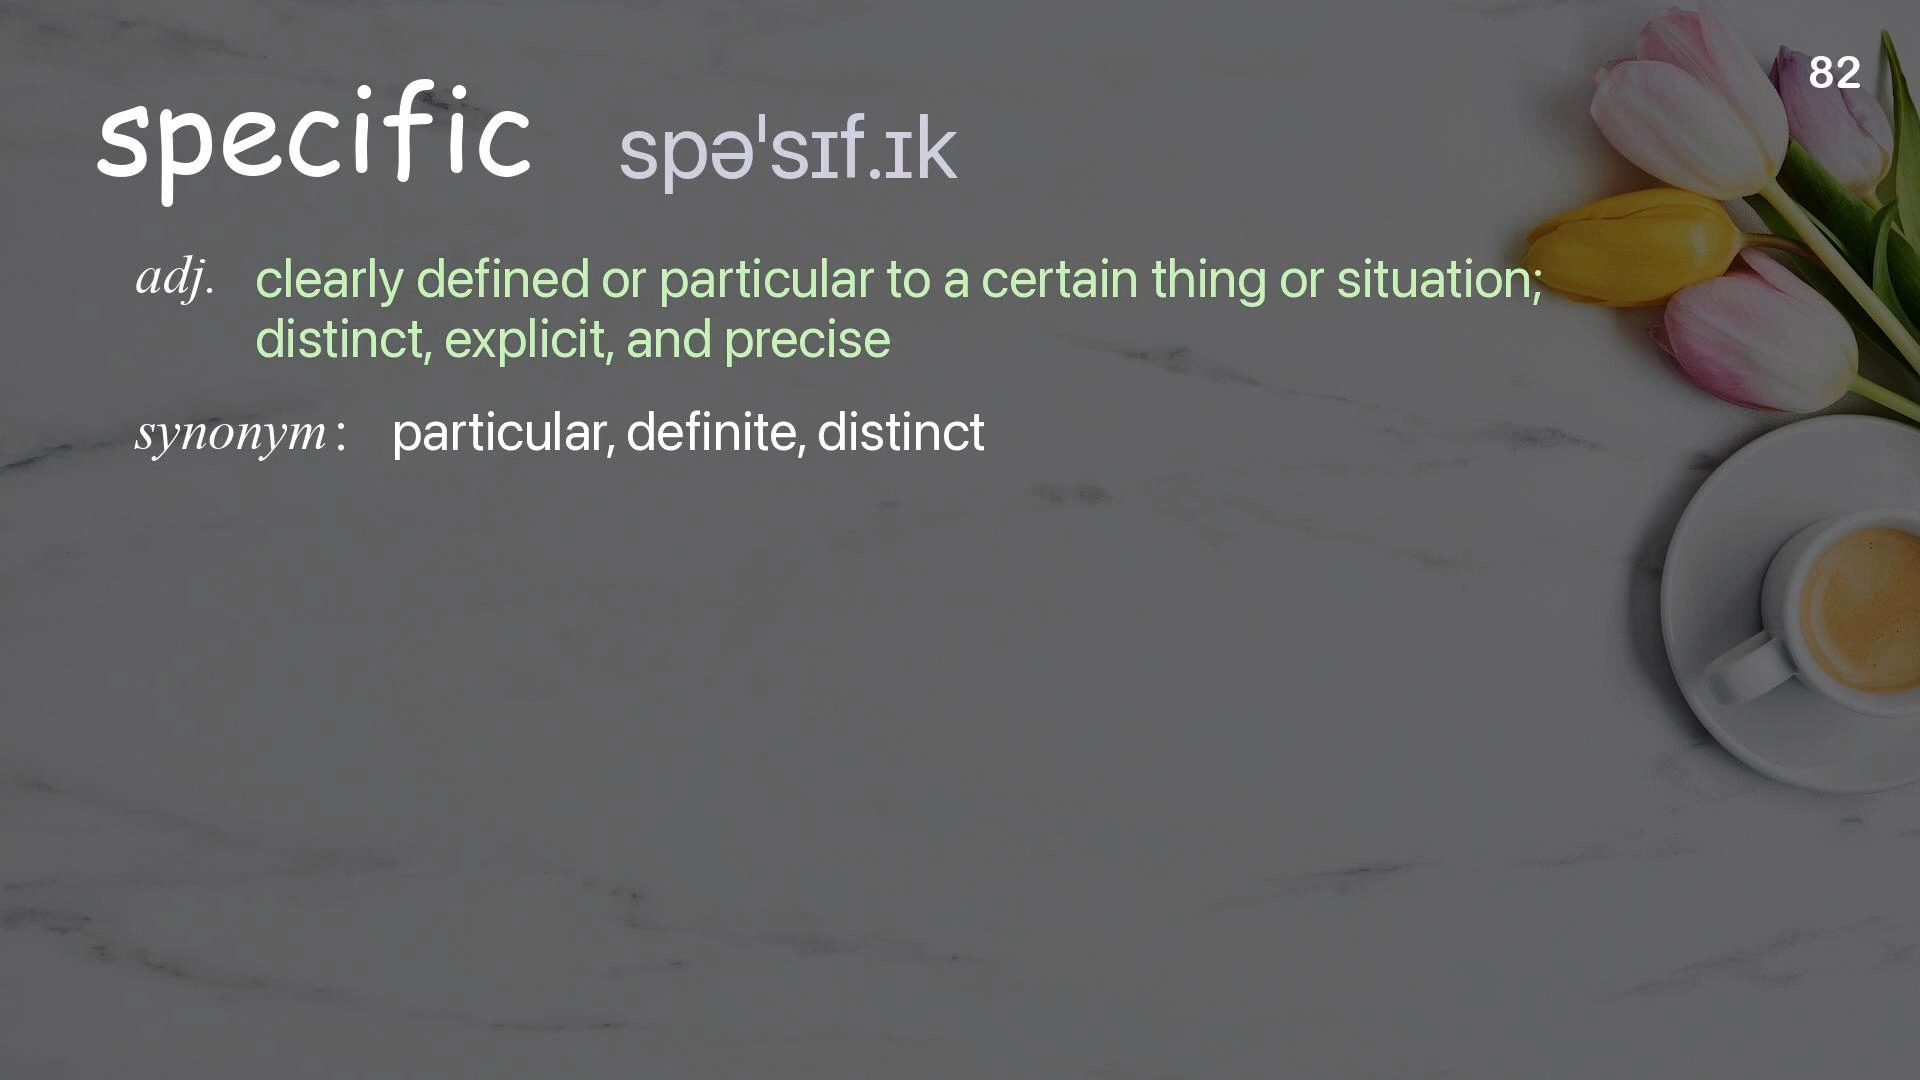 82
specific spəˈsɪf.ɪk
adj. clearly defined or particular to a certain thing or situation;
distinct, explicit, and precise
synonym : particular, definite, distinct